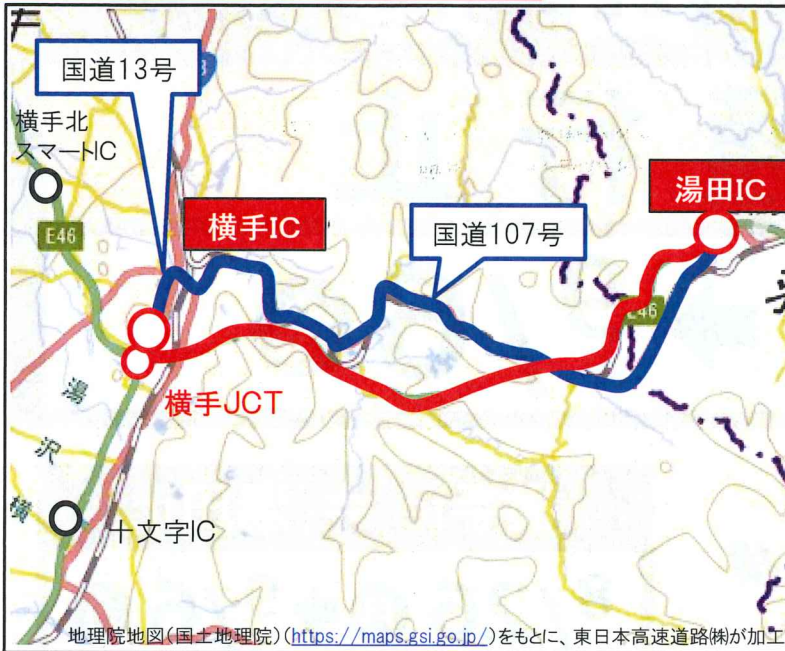 国道13号
横手北
スマートIC
E46
横手IC
国道107号
湯田IC
E46
横手JCT
湯
沢
横
十文字IC
地理院地図(国土地理院)(https://maps.gsi.go.jp/)をもとに、東日本高速道路㈱が加工